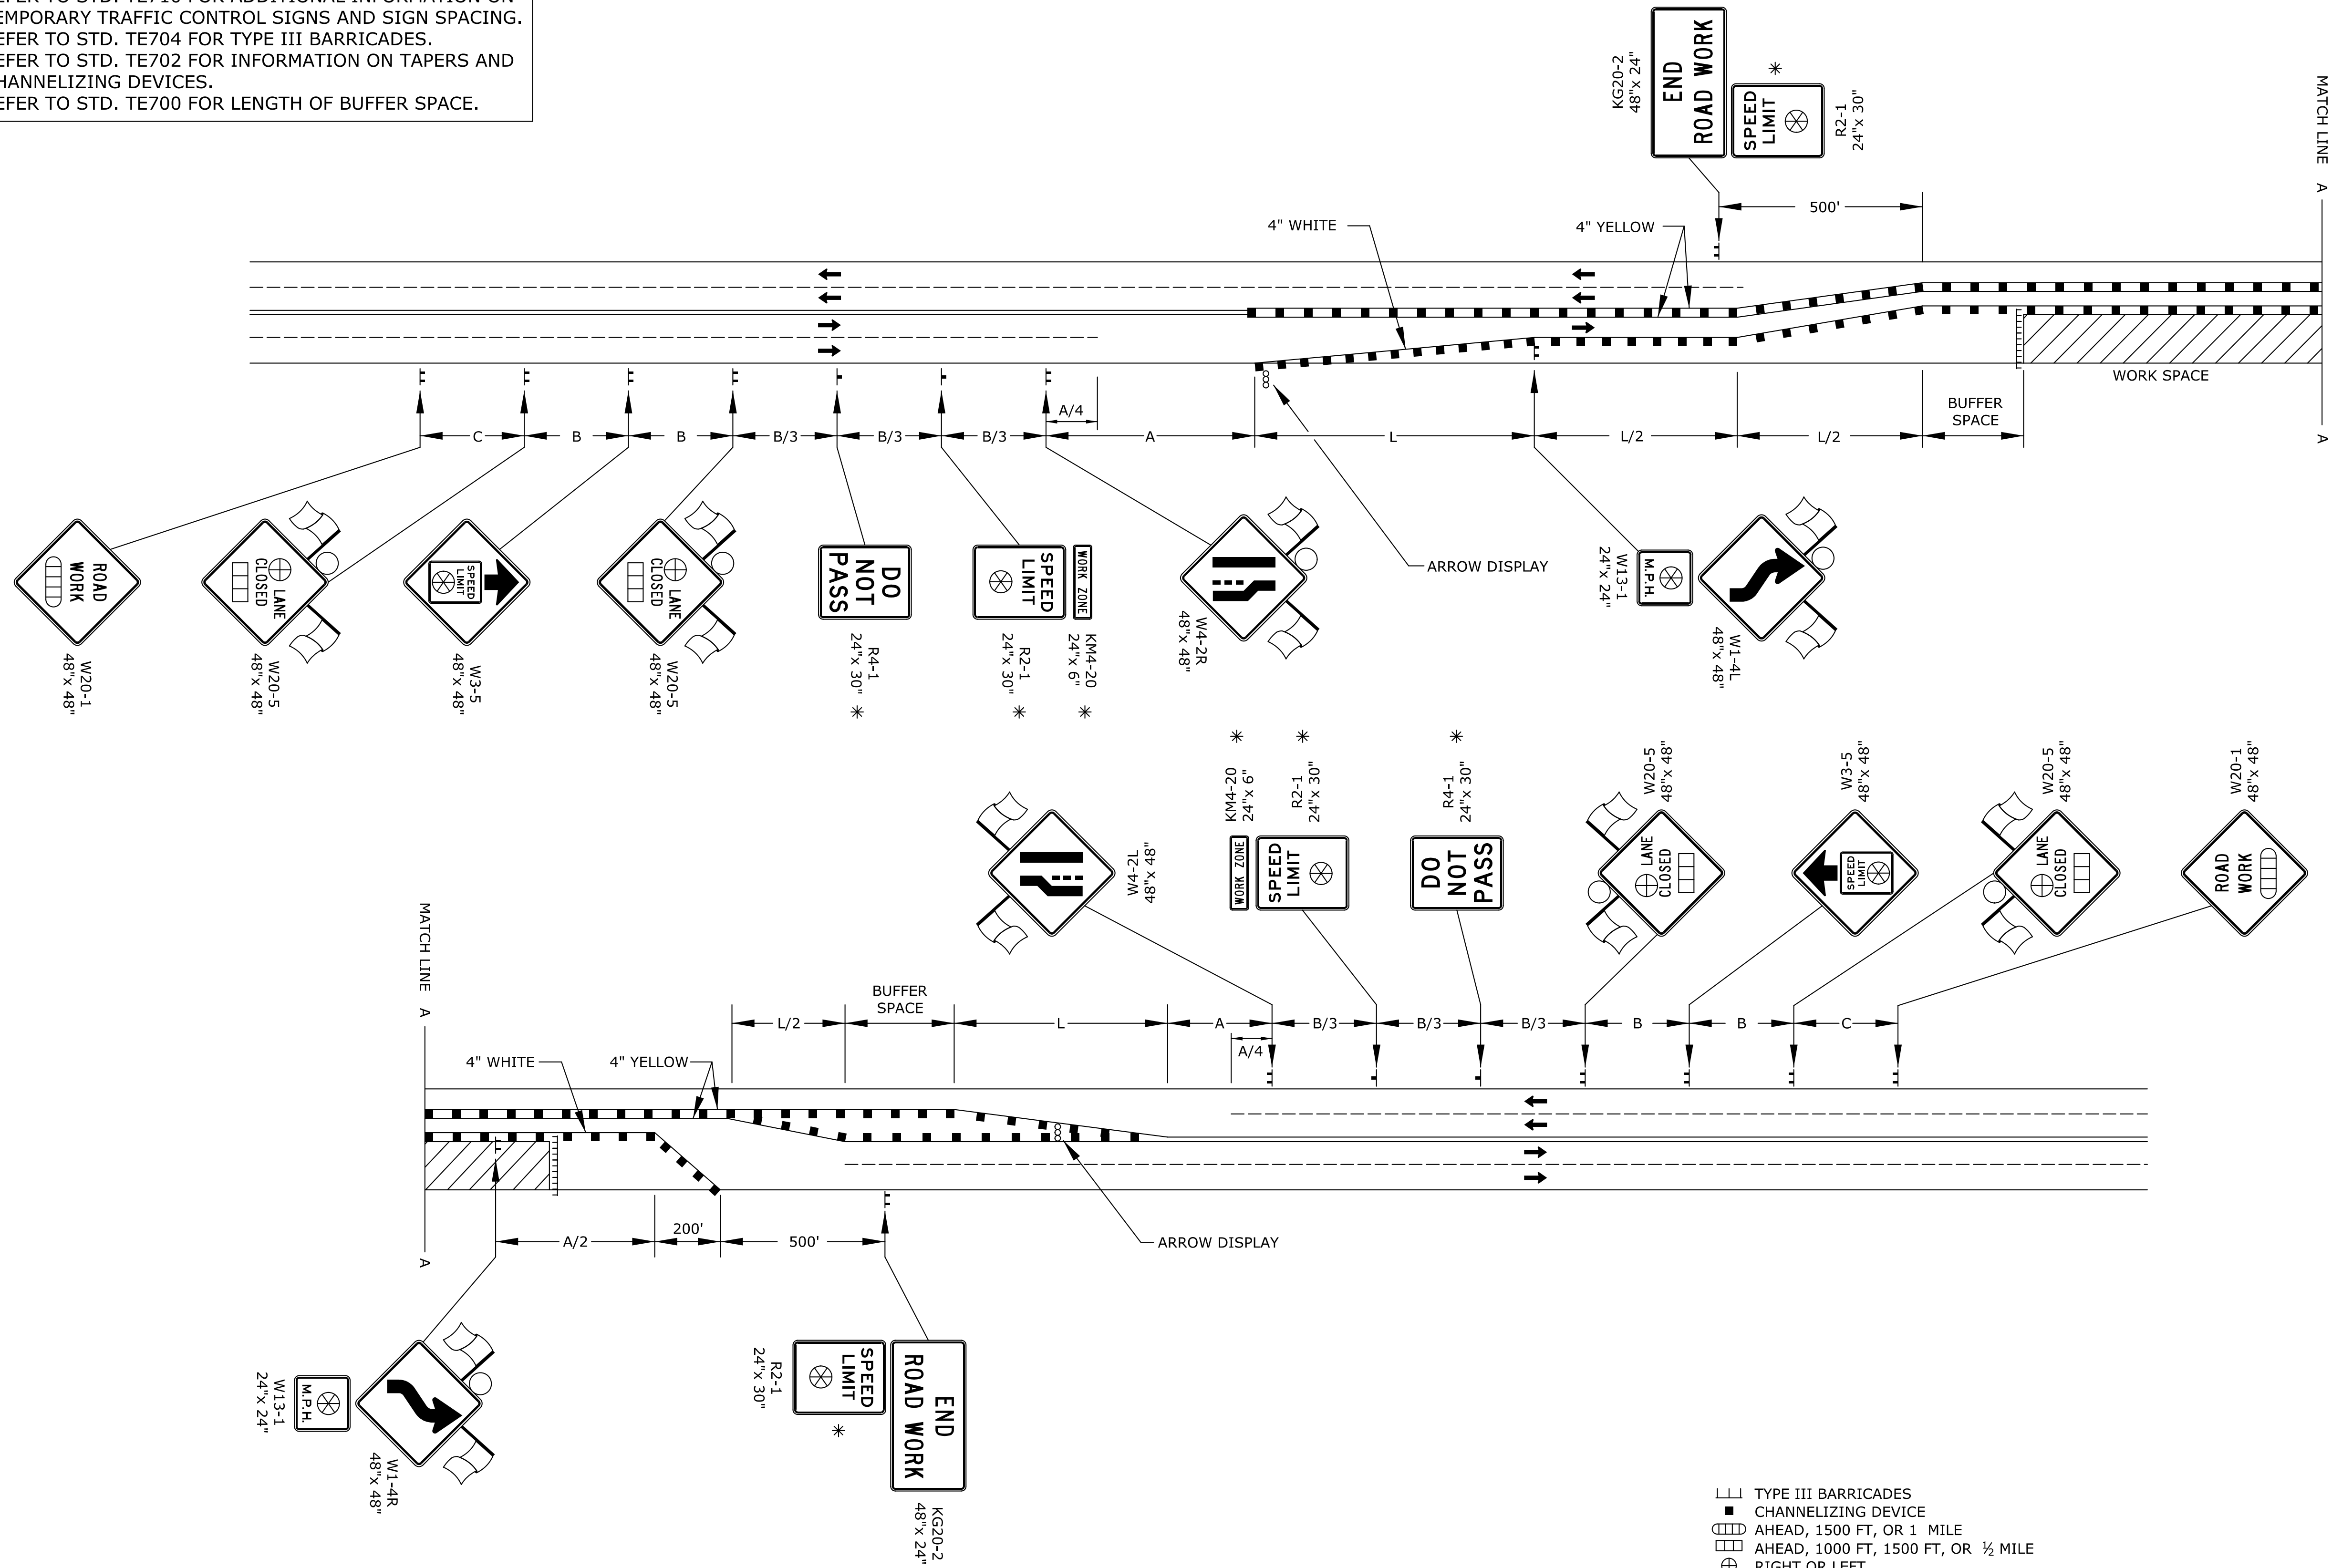 TEMPORARY TRAFFIC CONTROL SIGNS AND SIGN SPACING.
REFER TO STD. TE704 FOR TYPE III BARRICADES.
REFER TO STD. TE702 FOR INFORMATION ON TAPERS AND
CHANNELIZING DEVICES.
REFER TO STD. TE700 FOR LENGTH OF BUFFER SPACE.
KG20-2
48"x 24"
END
ROAD WORK
*
SPEED
LIMIT
R2-1
24"x 30"
MATCH LINE A
500'
4" WHITE
4" YELLOW
WORK SPACE
A/4
C
B
B
B/3
B/3
B/3
A
L
L/2
L/2
BUFFER
SPACE
A
ARROW DISPLAY
ROAD
WORK
W20-1
48"x 48"
LANE
CLOSED
W20-5
48"x 48"
SPEED
LIMIT
W3-5
48"x 48"
LANE
CLOSED
W20-5
48"x 48"
DO
NOT
PASS
R4-1
24"x 30" *
WORK ZONE
SPEED
LIMIT
KM4-20
24"x 6" *
R2-1
24"x 30" *
W4-2R
48"x 48"
M.P.H.
W13-1
24"x 24"
W1-4L
48"x 48"
W4-2L
48"x 48"
KM4-20
24"x 6" *
R2-1
24"x 30" *
WORK ZONE
SPEED
LIMIT
R4-1
24"x 30" *
DO
NOT
PASS
W20-5
48"x 48"
LANE
CLOSED
W3-5
48"x 48"
SPEED
LIMIT
W20-5
48"x 48"
LANE
CLOSED
W20-1
48"x 48"
ROAD
WORK
MATCH LINE A
L/2
BUFFER
SPACE
L
A
B/3
B/3
B/3
B
B
C
A/4
4" WHITE
4" YELLOW
A/2
200'
500'
ARROW DISPLAY
A
W13-1
24"x 24"
M.P.H.
W1-4R
48"x 48"
R2-1
24"x 30"
SPEED
LIMIT
*
END
ROAD WORK
KG20-2
48"x 24"
TYPE III BARRICADES
CHANNELIZING DEVICE
AHEAD, 1500 FT, OR 1 MILE
AHEAD, 1000 FT, 1500 FT, OR ½ MILE
RIGHT OR LEFT